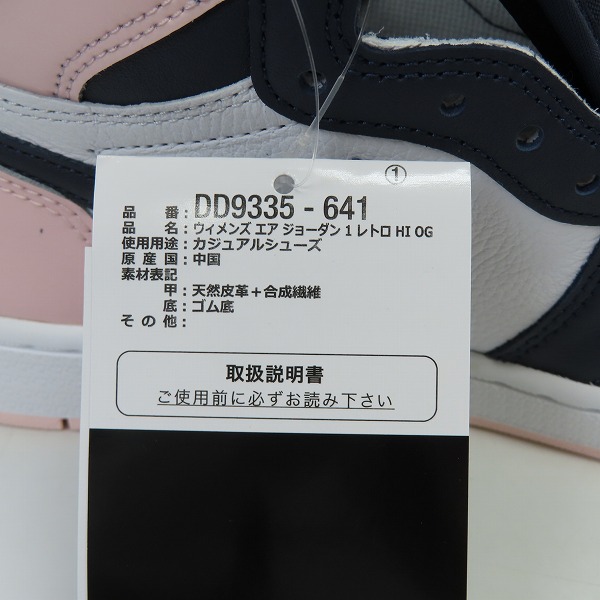 ①
品番：DD9335 - 641
品名：ウィメンズ エア ジョーダン 1 レトロ HI OG
使用用途：カジュアルシューズ
原産国：中国
素材表記
甲：天然皮革＋合成繊維
底：ゴム底
その他：
取扱説明書
ご使用前に必ずお読み下さい